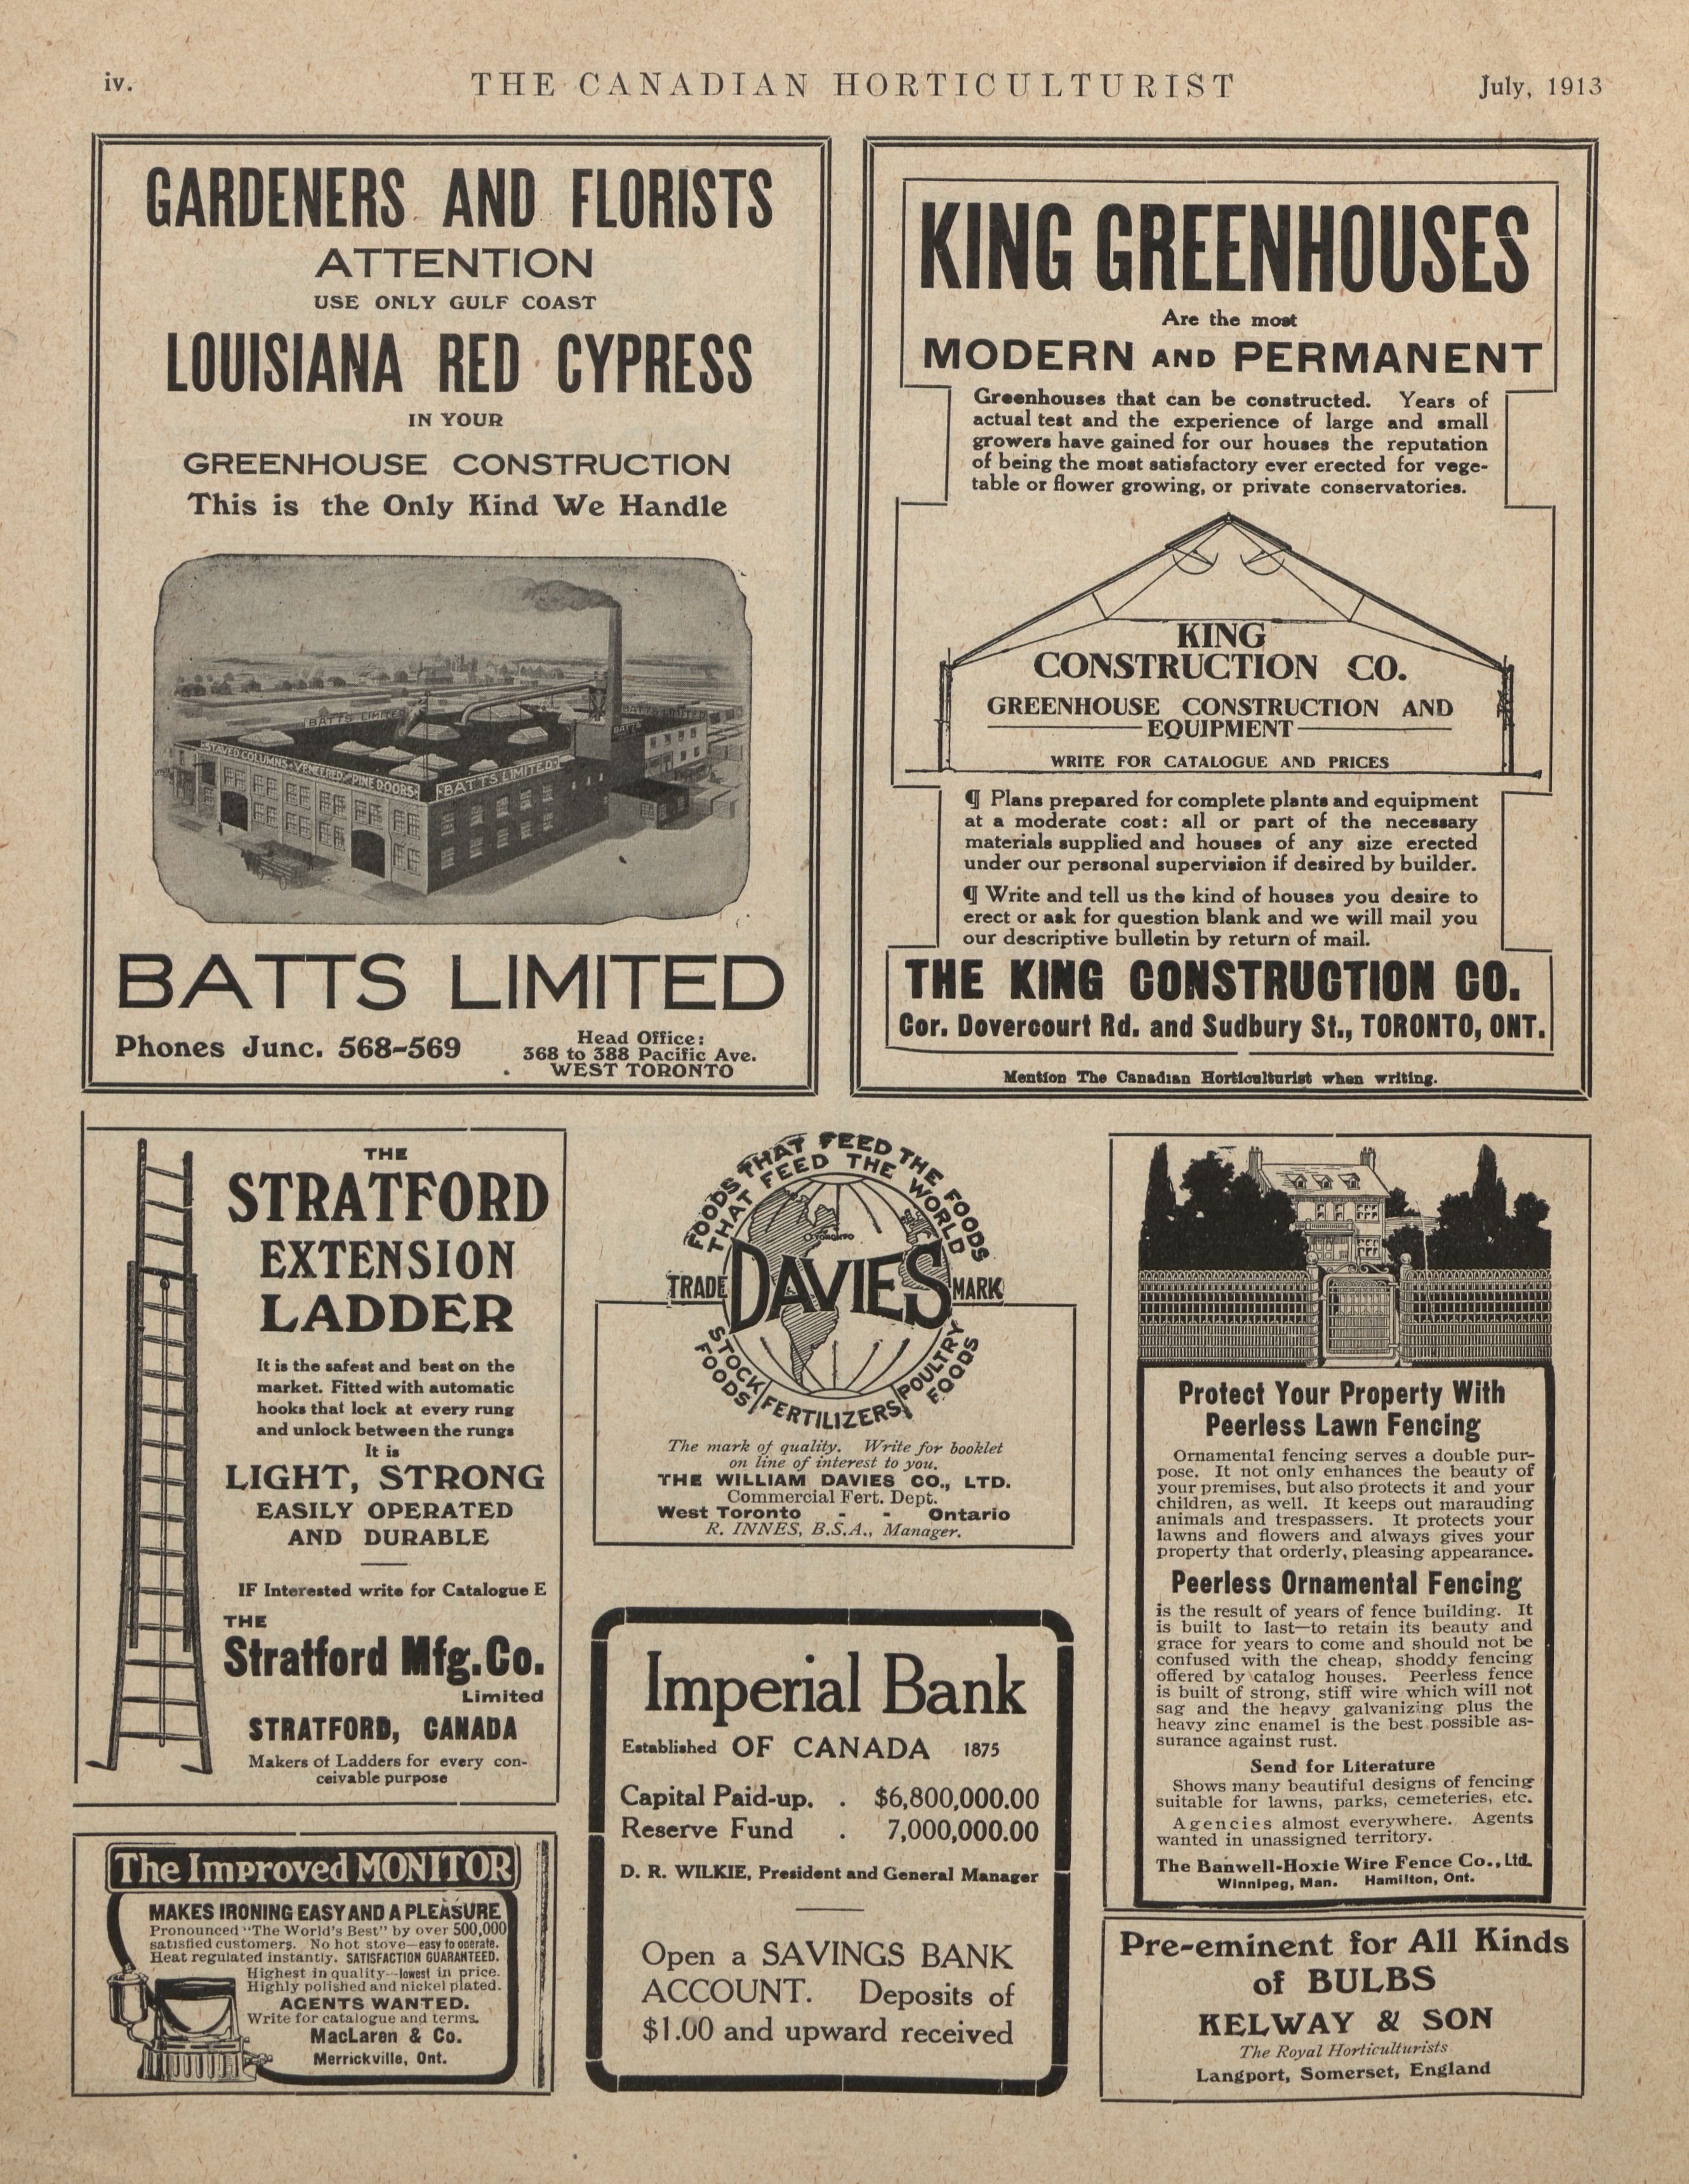 iv.
THE CANADIAN HORTICULTURIST
July, 1913
GARDENERS AND FLORISTS
ATTENTION
USE ONLY GULF COAST
LOUISIANA RED CYPRESS
IN YOUR
GREENHOUSE CONSTRUCTION
This is the Only Kind We Handle
BATTS LIMITED
BATTS LIMITED
BATTS
STAVED COLUMNS-VENEERED AND PINE DOORS
BATTS LIMITED
BATTS LIMITED
Phones Junc. 568-569
Head Office:
368 to 388 Pacific Ave.
WEST TORONTO
KING GREENHOUSES
Are the most
MODERN AND PERMANENT
Greenhouses that can be constructed. Years of
actual test and the experience of large and small
growers have gained for our houses the reputation
of being the most satisfactory ever erected for vege-
table or flower growing, or private conservatories.
KING
CONSTRUCTION CO.
GREENHOUSE CONSTRUCTION AND
EQUIPMENT
WRITE FOR CATALOGUE AND PRICES
¶ Plans prepared for complete plants and equipment
at a moderate cost: all or part of the necessary
materials supplied and houses of any size erected
under our personal supervision if desired by builder.
¶ Write and tell us the kind of houses you desire to
erect or ask for question blank and we will mail you
our descriptive bulletin by return of mail.
THE KING CONSTRUCTION CO.
Cor. Dovercourt Rd. and Sudbury St., TORONTO, ONT.
Mention The Canadian Horticulturist when writing.
THE
STRATFORD
EXTENSION
LADDER
It is the safest and best on the
market. Fitted with automatic
hooks that lock at every rung
and unlock between the rungs
It is
LIGHT, STRONG
EASILY OPERATED
AND DURABLE
IF Interested write for Catalogue E
THE
Stratford Mfg. Co.
Limited
STRATFORD, CANADA
Makers of Ladders for every con-
ceivable purpose
The Improved MONITOR
MAKES IRONING EASY AND A PLEASURE
Pronounced "The World's Best" by over 500,000
satisfied customers. No hot stove—easy to operate.
Heat regulated instantly. SATISFACTION GUARANTEED.
Highest in quality—lowest in price.
Highly polished and nickel plated.
AGENTS WANTED.
Write for catalogue and terms.
MacLaren & Co.
Merrickville, Ont.
FOODS THAT FEED THE FOODS
THAT FEED THE WORLD
TORONTO
TRADE DAVIES MARK
STOCK FOODS
FERTILIZERS
POULTRY FOODS
The mark of quality. Write for booklet
on line of interest to you.
THE WILLIAM DAVIES CO., LTD.
Commercial Fert. Dept.
West Toronto - - Ontario
R. INNES, B.S.A., Manager.
Imperial Bank
Established OF CANADA 1875
Capital Paid-up. . $6,800,000.00
Reserve Fund . 7,000,000.00
D. R. WILKIE, President and General Manager
Open a SAVINGS BANK
ACCOUNT. Deposits of
$1.00 and upward received
Protect Your Property With
Peerless Lawn Fencing
Ornamental fencing serves a double pur-
pose. It not only enhances the beauty of
your premises, but also protects it and your
children, as well. It keeps out marauding
animals and trespassers. It protects your
lawns and flowers and always gives your
property that orderly, pleasing appearance.
Peerless Ornamental Fencing
is the result of years of fence building. It
is built to last—to retain its beauty and
grace for years to come and should not be
confused with the cheap, shoddy fencing
offered by catalog houses. Peerless fence
is built of strong, stiff wire which will not
sag and the heavy galvanizing plus the
heavy zinc enamel is the best possible as-
surance against rust.
Send for Literature
Shows many beautiful designs of fencing
suitable for lawns, parks, cemeteries, etc.
Agencies almost everywhere. Agents
wanted in unassigned territory.
The Banwell-Hoxie Wire Fence Co., Ltd.
Winnipeg, Man. Hamilton, Ont.
Pre-eminent for All Kinds
of BULBS
KELWAY & SON
The Royal Horticulturists
Langport, Somerset, England